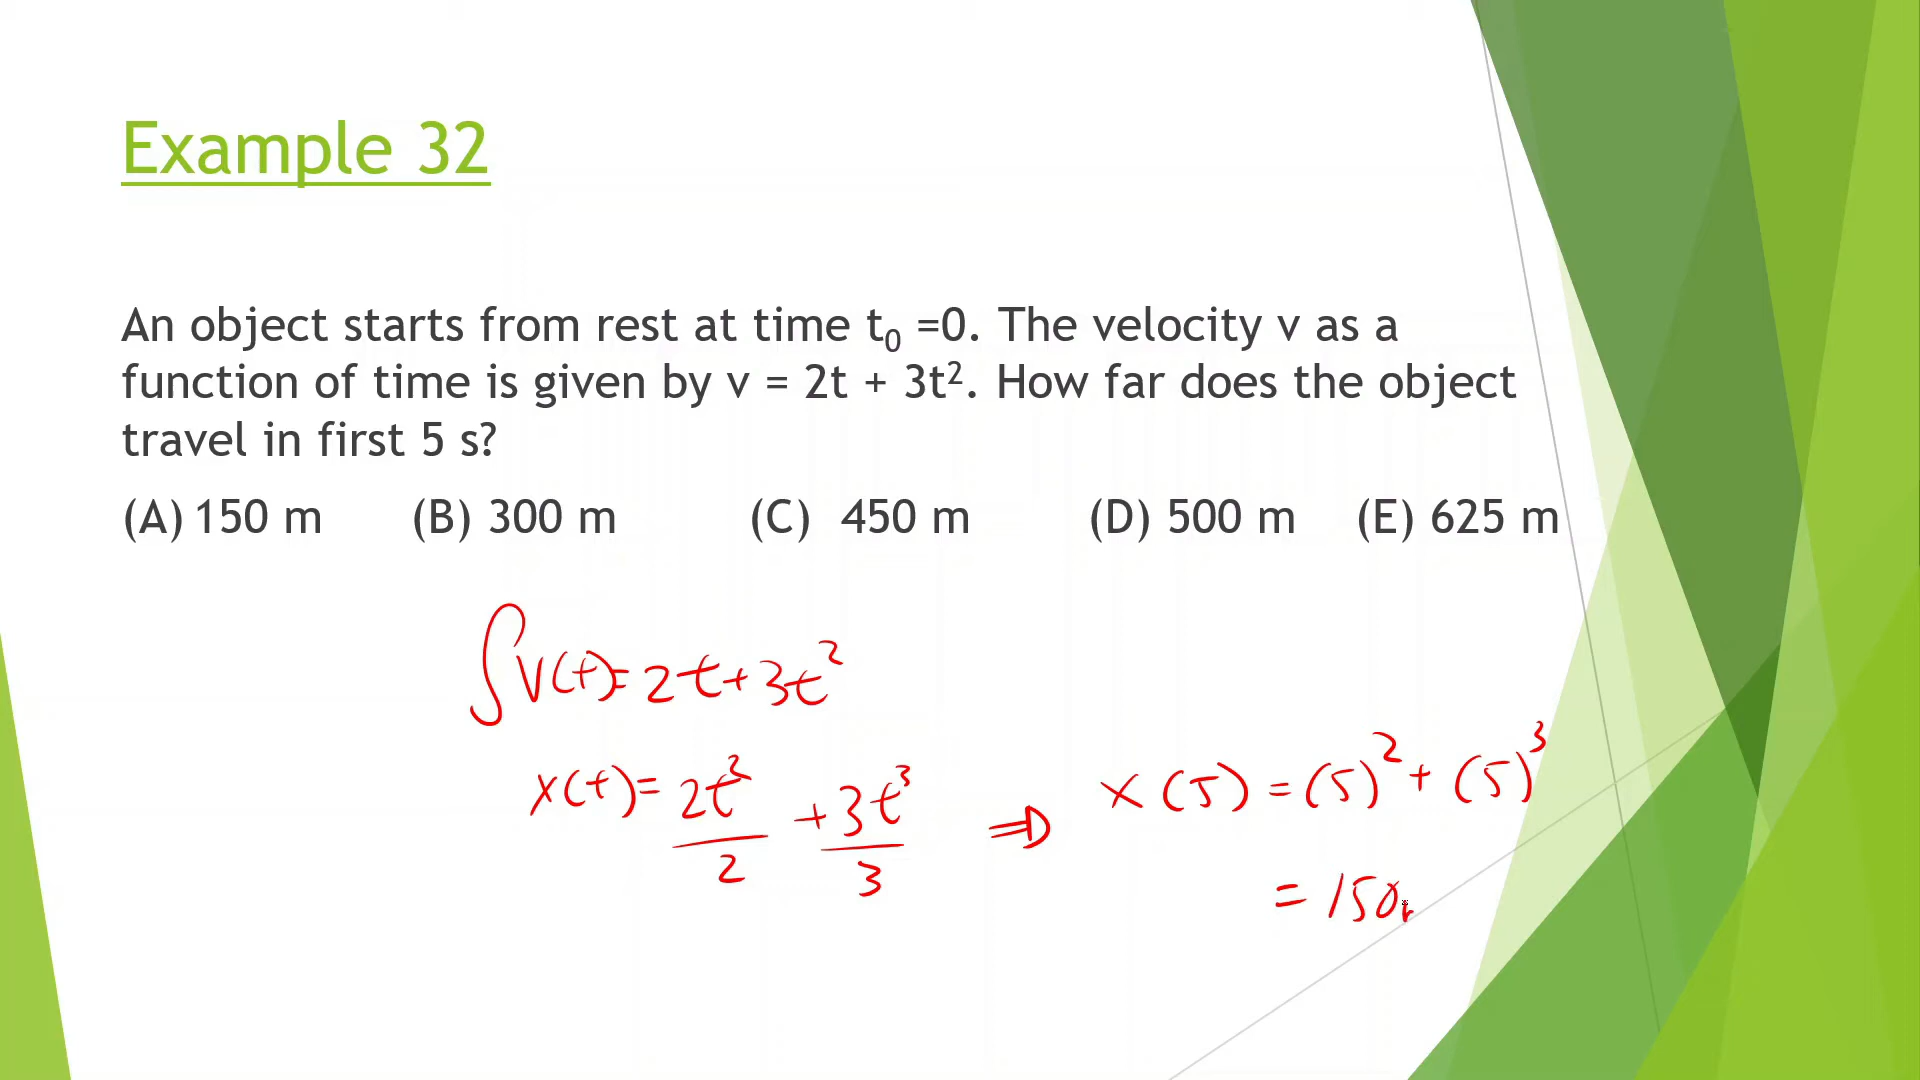 Example 32
An object starts from rest at time t₀ =0. The velocity v as a
function of time is given by v = 2t + 3t². How far does the object
travel in first 5 s?
(A) 150 m (B) 300 m (C) 450 m (D) 500 m (E) 625 m
∫v(t)= 2t+3t²
x(t)= 2t²/2 + 3t³/3 ⇒ x(5) = (5)² + (5)³
= 150